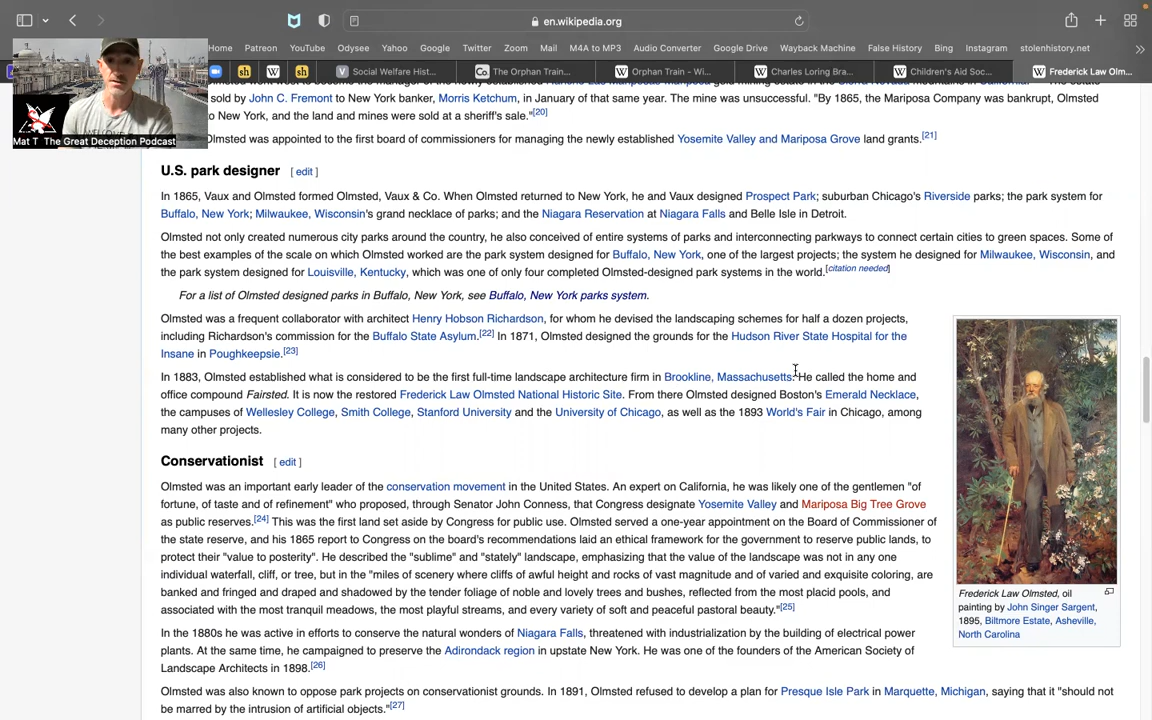 en.wikipedia.org
Home Patreon YouTube Odysee Yahoo Google Twitter Zoom Mail M4A to MP3 Audio Converter Google Drive Wayback Machine False History Bing Instagram stolenhistory.net
sh W sh V Social Welfare Hist... Co. The Orphan Train... W Orphan Train - Wi... W Charles Loring Bra... W Children's Aid Soc... W Frederick Law Olm...
Mat T The Great Deception Podcast
sold by John C. Fremont to New York banker, Morris Ketchum, in January of that same year. The mine was unsuccessful. "By 1865, the Mariposa Company was bankrupt, Olmsted
o New York, and the land and mines were sold at a sheriff's sale."[20]
Olmsted was appointed to the first board of commissioners for managing the newly established Yosemite Valley and Mariposa Grove land grants.[21]
U.S. park designer [ edit ]
In 1865, Vaux and Olmsted formed Olmsted, Vaux & Co. When Olmsted returned to New York, he and Vaux designed Prospect Park; suburban Chicago's Riverside parks; the park system for
Buffalo, New York; Milwaukee, Wisconsin's grand necklace of parks; and the Niagara Reservation at Niagara Falls and Belle Isle in Detroit.
Olmsted not only created numerous city parks around the country, he also conceived of entire systems of parks and interconnecting parkways to connect certain cities to green spaces. Some of
the best examples of the scale on which Olmsted worked are the park system designed for Buffalo, New York, one of the largest projects; the system he designed for Milwaukee, Wisconsin, and
the park system designed for Louisville, Kentucky, which was one of only four completed Olmsted-designed park systems in the world.[citation needed]
For a list of Olmsted designed parks in Buffalo, New York, see Buffalo, New York parks system.
Olmsted was a frequent collaborator with architect Henry Hobson Richardson, for whom he devised the landscaping schemes for half a dozen projects,
including Richardson's commission for the Buffalo State Asylum.[22] In 1871, Olmsted designed the grounds for the Hudson River State Hospital for the
Insane in Poughkeepsie.[23]
In 1883, Olmsted established what is considered to be the first full-time landscape architecture firm in Brookline, Massachusetts. He called the home and
office compound Fairsted. It is now the restored Frederick Law Olmsted National Historic Site. From there Olmsted designed Boston's Emerald Necklace,
the campuses of Wellesley College, Smith College, Stanford University and the University of Chicago, as well as the 1893 World's Fair in Chicago, among
many other projects.
Conservationist [ edit ]
Olmsted was an important early leader of the conservation movement in the United States. An expert on California, he was likely one of the gentlemen "of
fortune, of taste and of refinement" who proposed, through Senator John Conness, that Congress designate Yosemite Valley and Mariposa Big Tree Grove
as public reserves.[24] This was the first land set aside by Congress for public use. Olmsted served a one-year appointment on the Board of Commissioner of
the state reserve, and his 1865 report to Congress on the board's recommendations laid an ethical framework for the government to reserve public lands, to
protect their "value to posterity". He described the "sublime" and "stately" landscape, emphasizing that the value of the landscape was not in any one
individual waterfall, cliff, or tree, but in the "miles of scenery where cliffs of awful height and rocks of vast magnitude and of varied and exquisite coloring, are
banked and fringed and draped and shadowed by the tender foliage of noble and lovely trees and bushes, reflected from the most placid pools, and
associated with the most tranquil meadows, the most playful streams, and every variety of soft and peaceful pastoral beauty."[25]
In the 1880s he was active in efforts to conserve the natural wonders of Niagara Falls, threatened with industrialization by the building of electrical power
plants. At the same time, he campaigned to preserve the Adirondack region in upstate New York. He was one of the founders of the American Society of
Landscape Architects in 1898.[26]
Olmsted was also known to oppose park projects on conservationist grounds. In 1891, Olmsted refused to develop a plan for Presque Isle Park in Marquette, Michigan, saying that it "should not
be marred by the intrusion of artificial objects."[27]
Frederick Law Olmsted, oil
painting by John Singer Sargent,
1895, Biltmore Estate, Asheville,
North Carolina